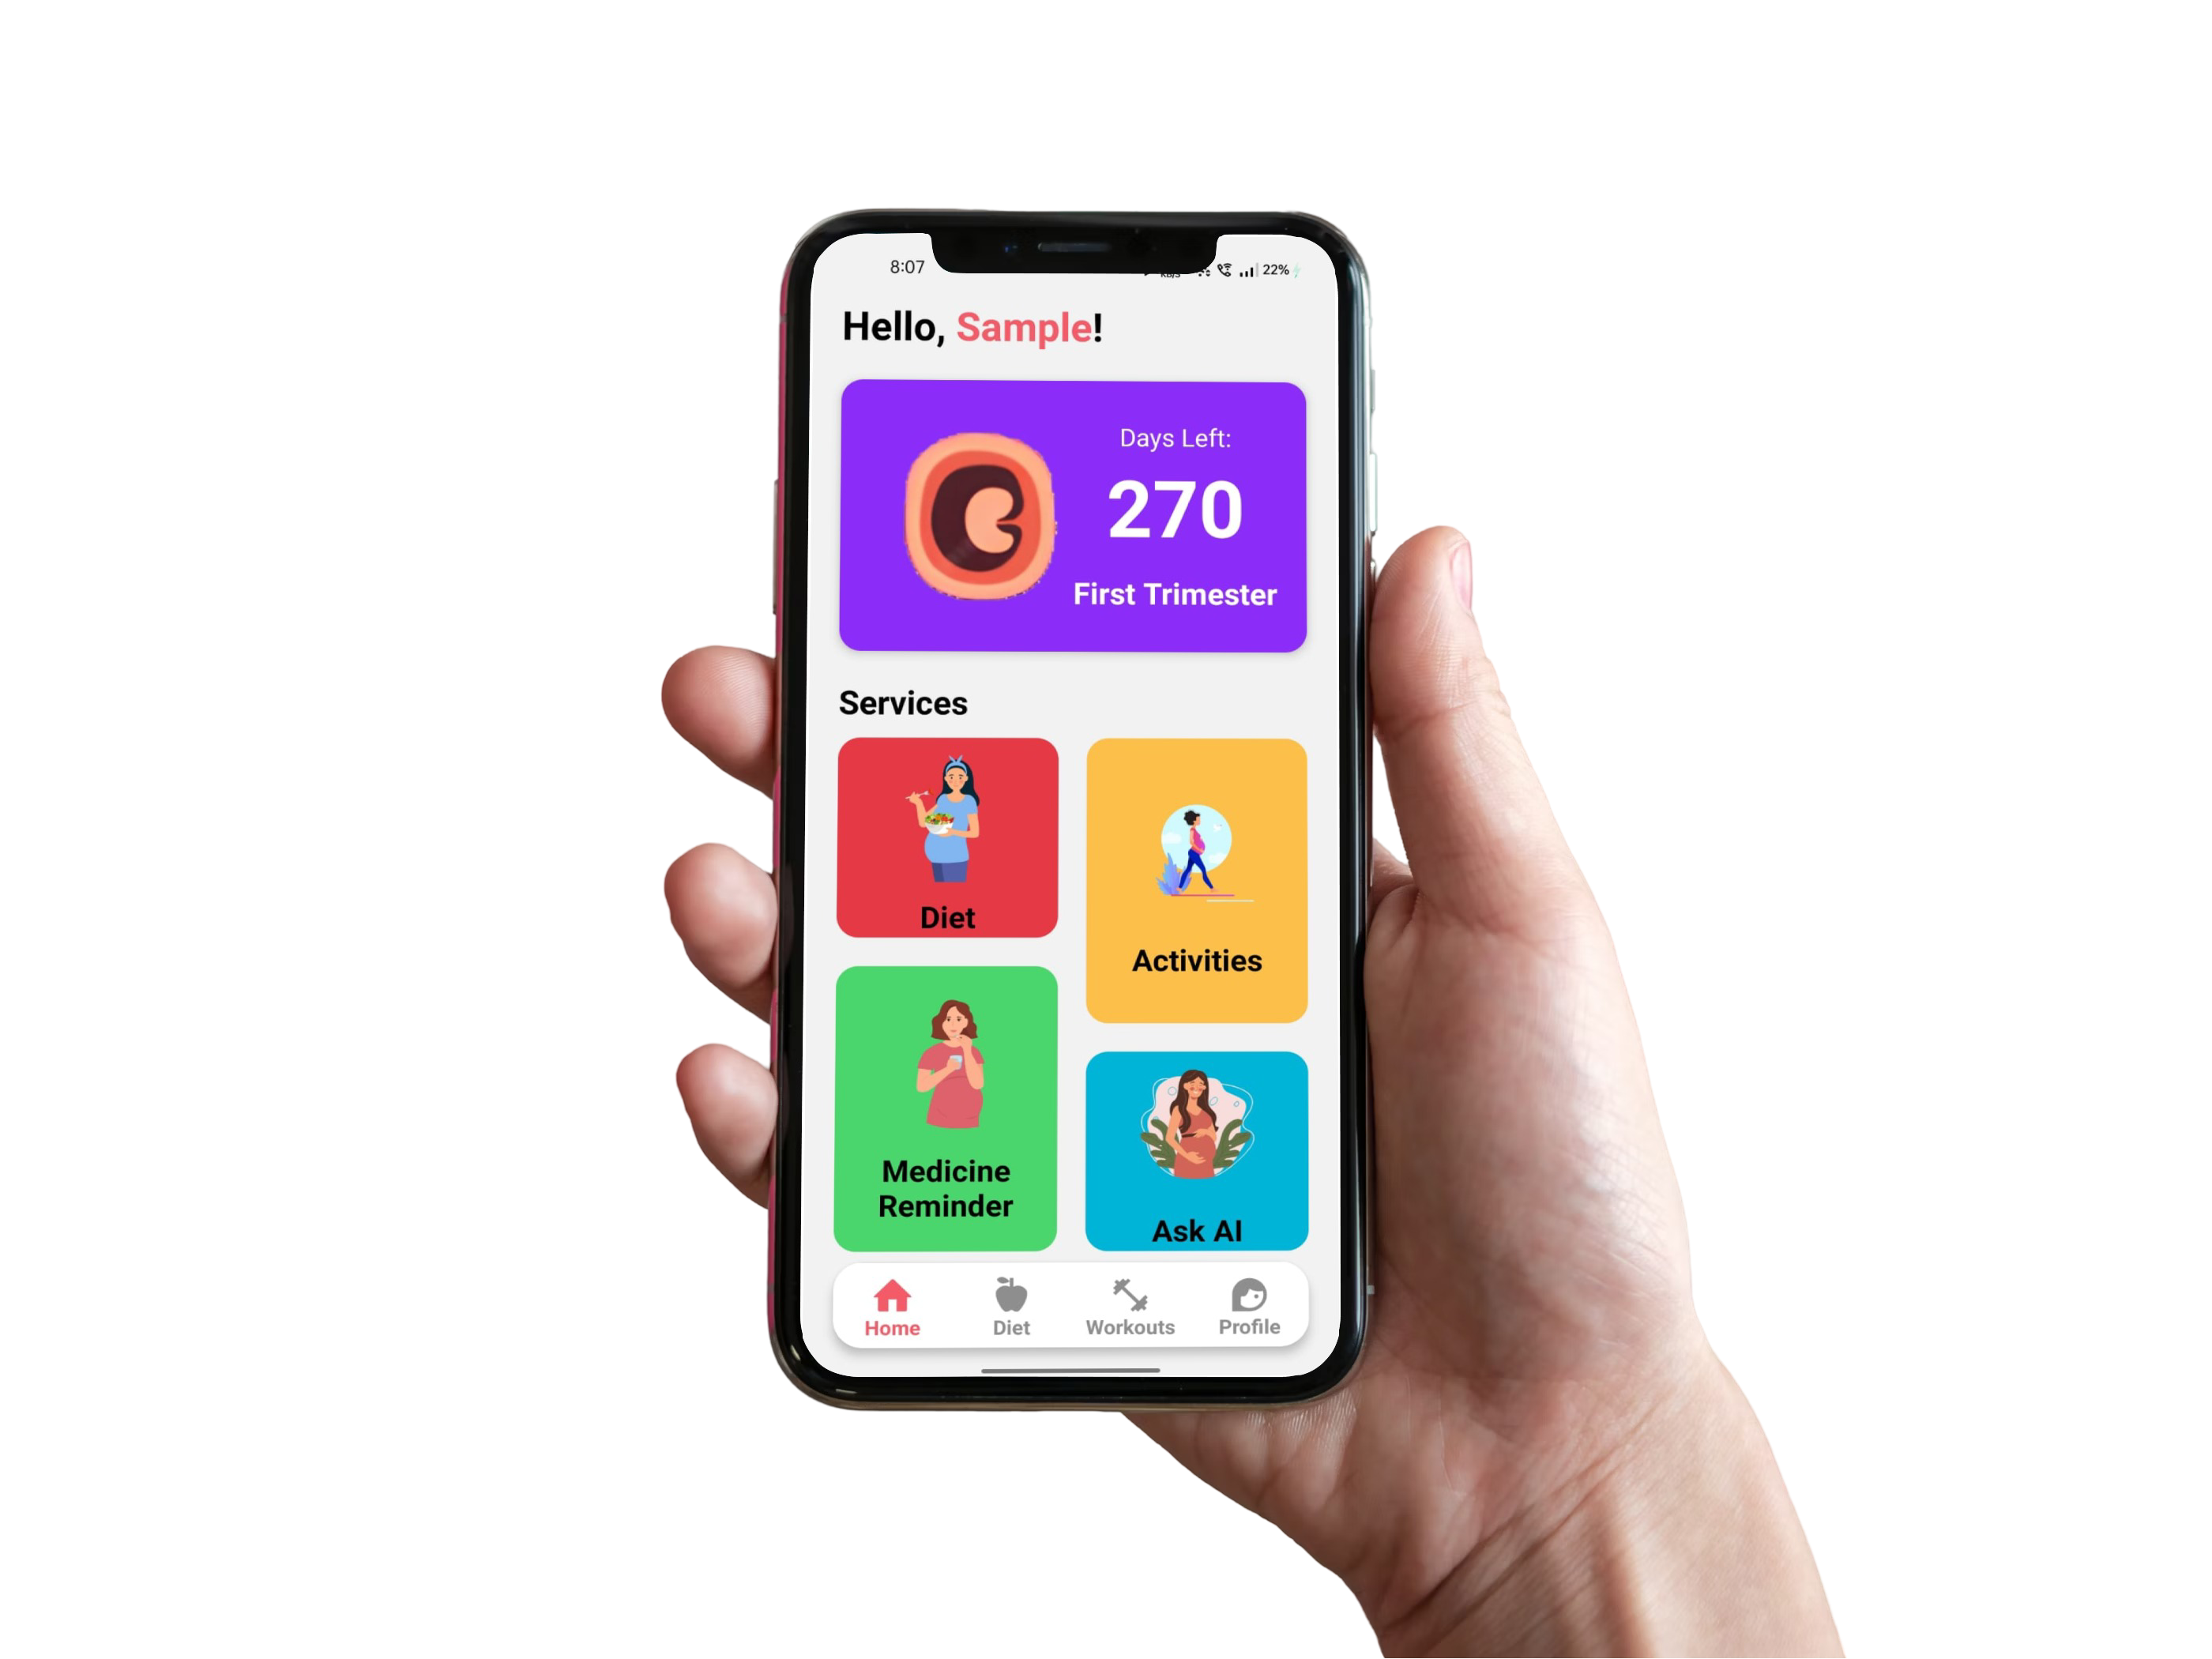 8:07
22%
Hello, Sample!
Days Left:
270
First Trimester
Services
Diet
Activities
Medicine
Reminder
Ask AI
Home
Diet
Workouts
Profile